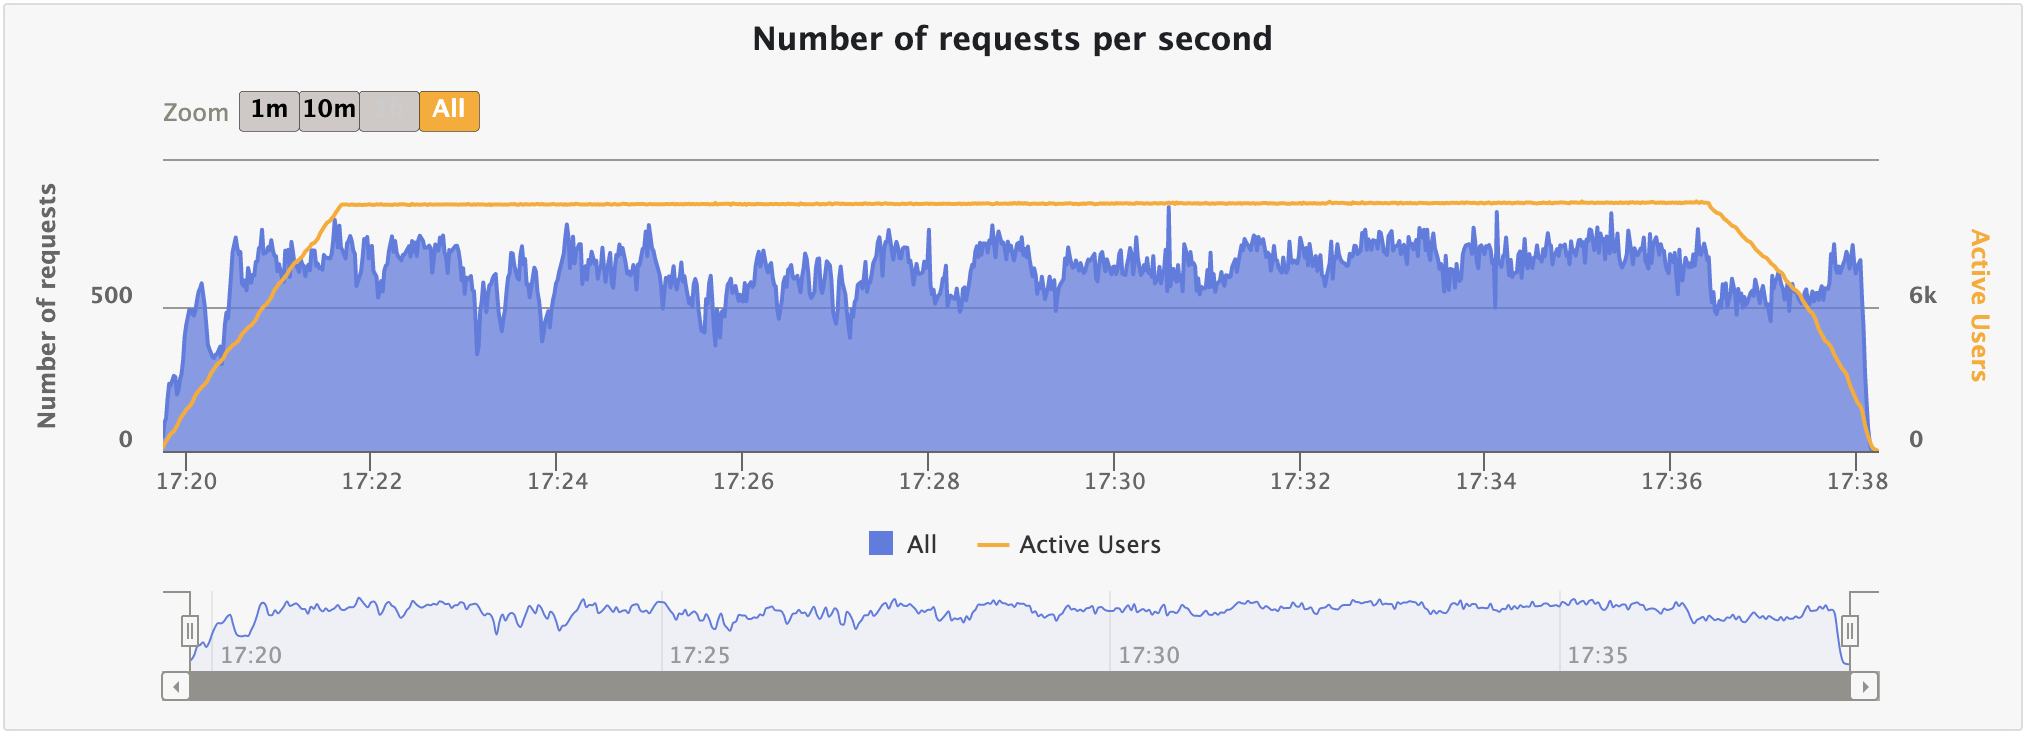 Number of requests per second
Zoom 1m 10m All
Number of requests
500
0
6k
0
Active Users
17:20 17:22 17:24 17:26 17:28 17:30 17:32 17:34 17:36 17:38
All Active Users
17:20 17:25 17:30 17:35